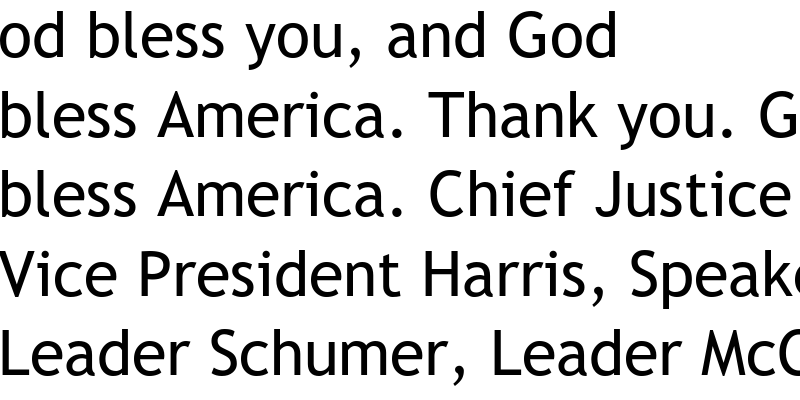 od bless you, and God
bless America. Thank you. G
bless America. Chief Justice
Vice President Harris, Speake
Leader Schumer, Leader McC